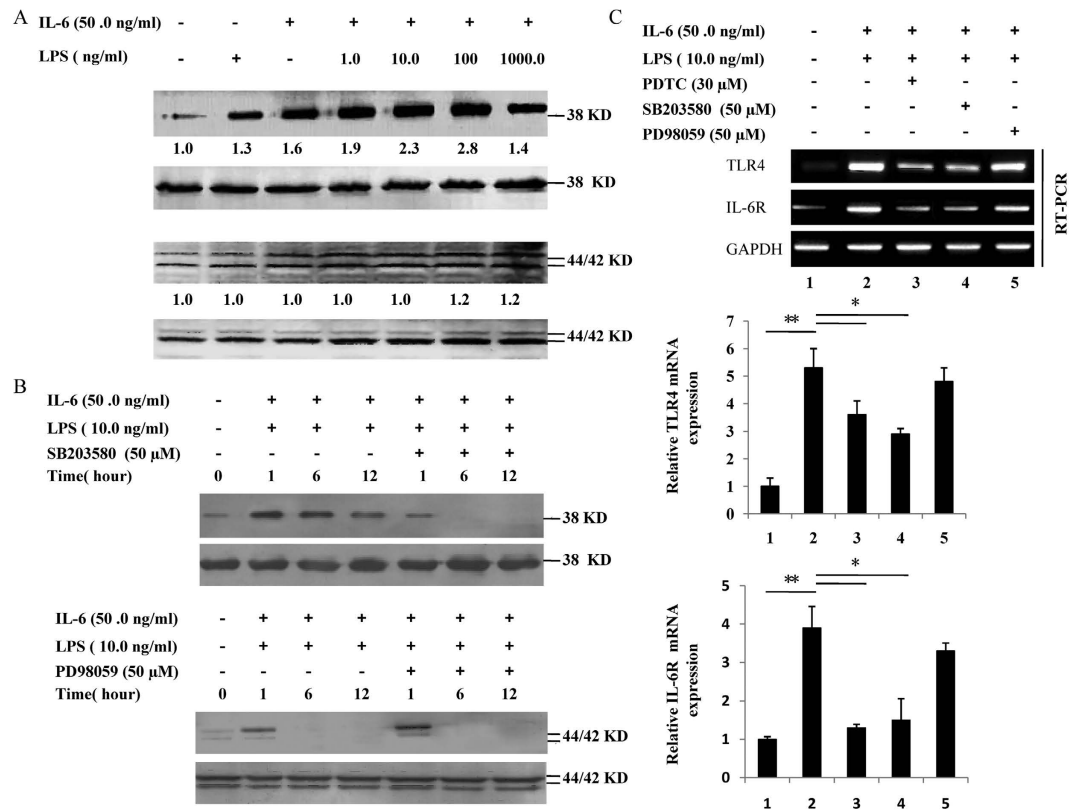 A
IL-6 (50 .0 ng/ml) - - + + + + +
LPS ( ng/ml) - + - 1.0 10.0 100 1000.0
38 KD
1.0 1.3 1.6 1.9 2.3 2.8 1.4
38 KD
44/42 KD
1.0 1.0 1.0 1.0 1.0 1.2 1.2
44/42 KD
B
IL-6 (50 .0 ng/ml) - + + + + + +
LPS ( 10.0 ng/ml) - + + + + + +
SB203580 (50 µM) - - - - + + +
Time( hour) 0 1 6 12 1 6 12
38 KD
38 KD
IL-6 (50 .0 ng/ml) - + + + + + +
LPS ( 10.0 ng/ml) - + + + + + +
PD98059 (50 µM) - - - - + + +
Time( hour) 0 1 6 12 1 6 12
44/42 KD
44/42 KD
C
IL-6 (50 .0 ng/ml) - + + + +
LPS ( 10.0 ng/ml) - + + + +
PDTC (30 µM) - - + - -
SB203580 (50 µM) - - - + -
PD98059 (50 µM) - - - - +
TLR4
IL-6R
GAPDH
RT-PCR
1 2 3 4 5
Relative TLR4 mRNA
expression
7
6
5
4
3
2
1
0
** *
1 2 3 4 5
Relative IL-6R mRNA
expression
5
4
3
2
1
0
** *
1 2 3 4 5